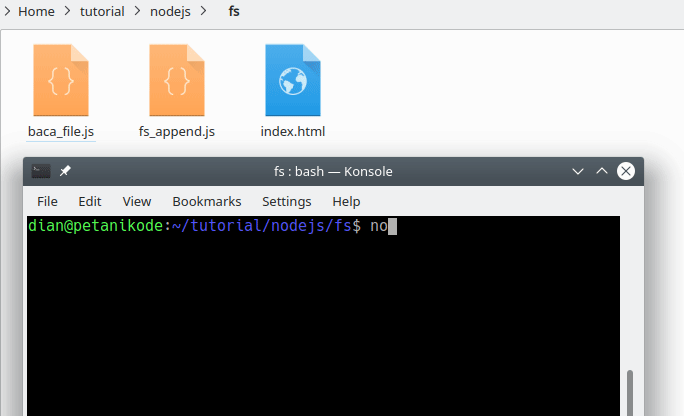 Home tutorial nodejs fs
baca_file.js fs_append.js index.html
fs : bash — Konsole
File Edit View Bookmarks Settings Help
dian@petanikode:~/tutorial/nodejs/fs$ no